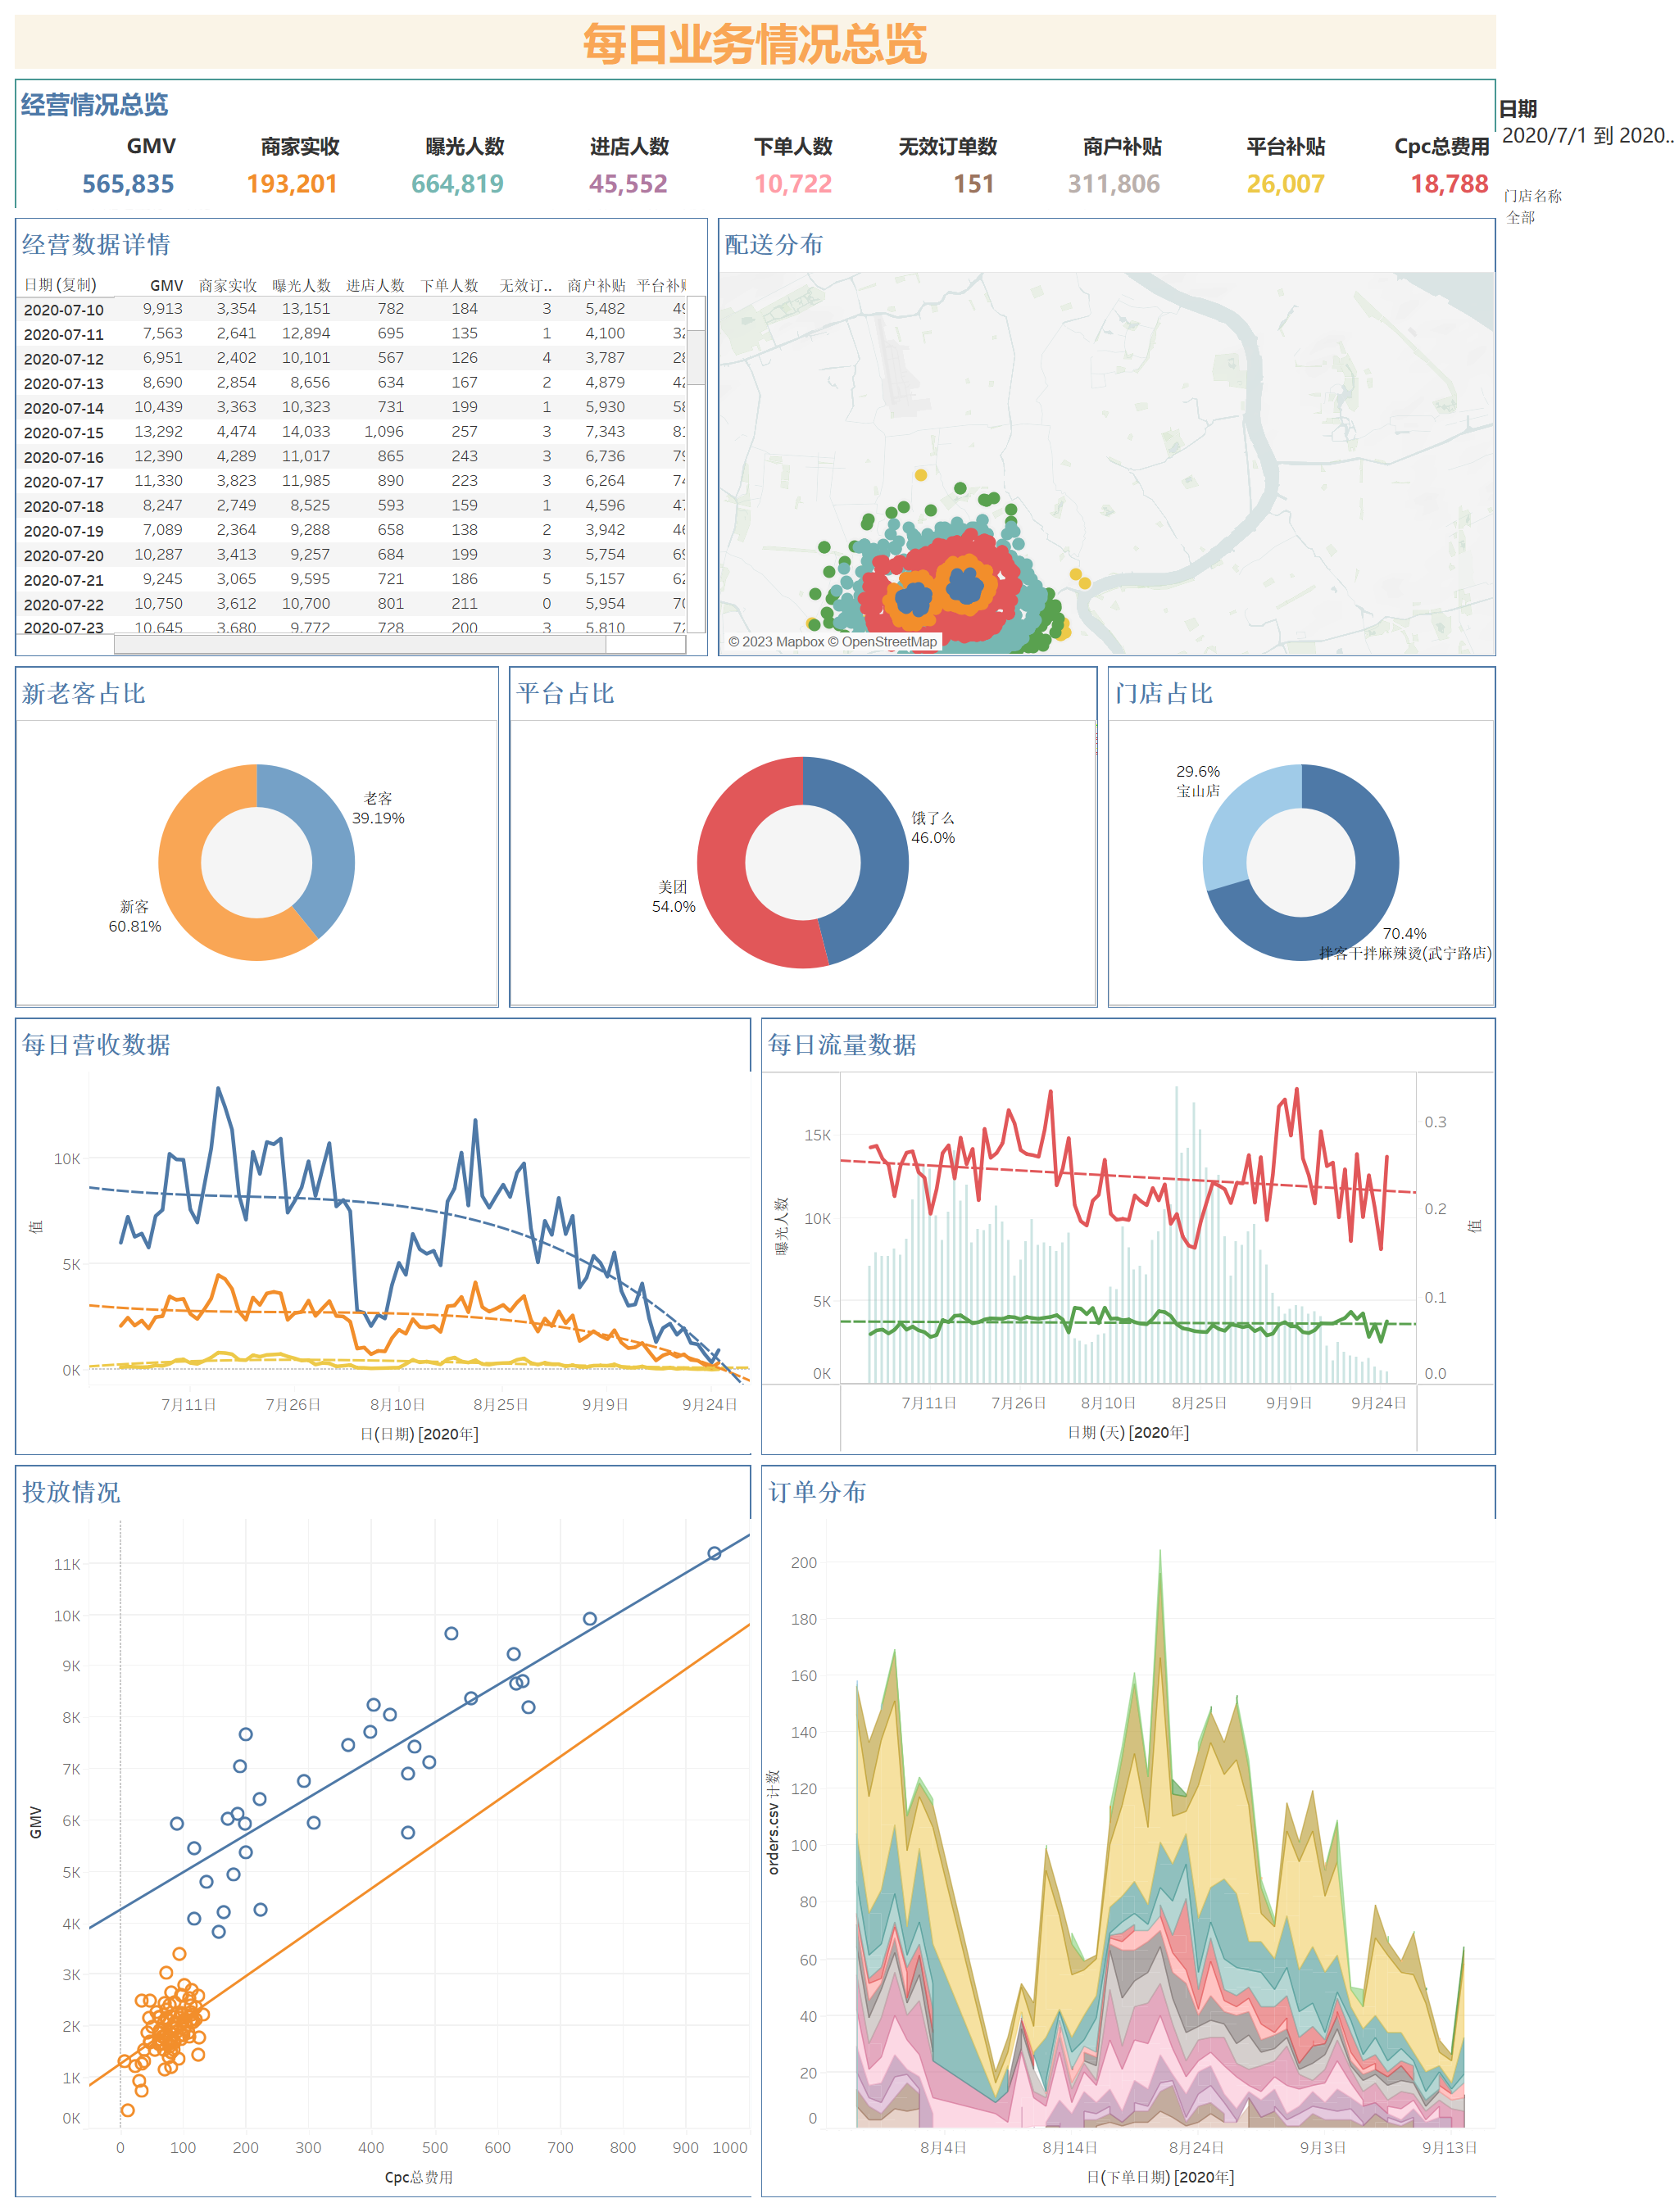 每日业务情况总览
经营情况总览
GMV 商家实收 曝光人数 进店人数 下单人数 无效订单数 商户补贴 平台补贴 Cpc总费用
565,835 193,201 664,819 45,552 10,722 151 311,806 26,007 18,788
日期
2020/7/1 到 2020..
门店名称
全部
经营数据详情
日期 (复制) GMV 商家实收 曝光人数 进店人数 下单人数 无效订.. 商户补贴 平台补
2020-07-10 9,913 3,354 13,151 782 184 3 5,482
2020-07-11 7,563 2,641 12,894 695 135 1 4,100
2020-07-12 6,951 2,402 10,101 567 126 4 3,787
2020-07-13 8,690 2,854 8,656 634 167 2 4,879
2020-07-14 10,439 3,363 10,323 731 199 1 5,930
2020-07-15 13,292 4,474 14,033 1,096 257 3 7,343
2020-07-16 12,390 4,289 11,017 865 243 3 6,736
2020-07-17 11,330 3,823 11,985 890 223 3 6,264
2020-07-18 8,247 2,749 8,525 593 159 1 4,596
2020-07-19 7,089 2,364 9,288 658 138 2 3,942
2020-07-20 10,287 3,413 9,257 684 199 3 5,754
2020-07-21 9,245 3,065 9,595 721 186 5 5,157
2020-07-22 10,750 3,612 10,700 801 211 0 5,954
2020-07-23 10,645 3,680 9,772 728 200 3 5,810
配送分布
© 2023 Mapbox © OpenStreetMap
新老客占比
老客
39.19%
新客
60.81%
平台占比
饿了么
46.0%
美团
54.0%
门店占比
29.6%
宝山店
70.4%
拌客干拌麻辣烫(武宁路店)
每日营收数据
10K
5K
0K
值
7月11日 7月26日 8月10日 8月25日 9月9日 9月24日
日(日期) [2020年]
每日流量数据
15K
10K
5K
0K
曝光人数
0.3
0.2
0.1
0.0
值
7月11日 7月26日 8月10日 8月25日 9月9日 9月24日
日期 (天) [2020年]
投放情况
11K
10K
9K
8K
7K
6K
5K
4K
3K
2K
1K
0K
GMV
0 100 200 300 400 500 600 700 800 900 1000
Cpc总费用
订单分布
200
180
160
140
120
100
80
60
40
20
0
orders.csv 计数
8月4日 8月14日 8月24日 9月3日 9月13日
日(下单日期) [2020年]